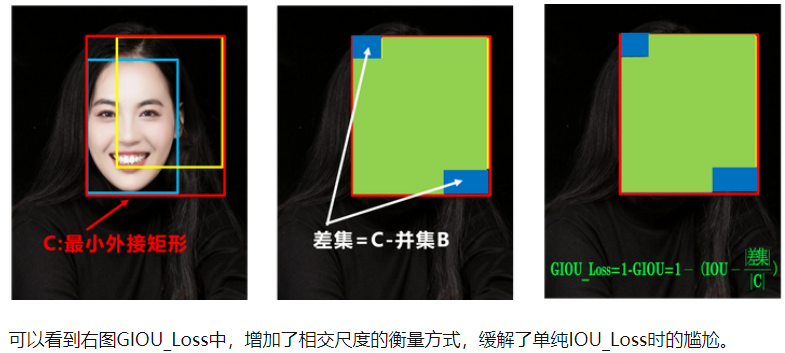 C:最小外接矩形
差集=C-并集B
GIOU_Loss=1-GIOU=1－(IOU－|差集|/|C|)
可以看到右图GIOU_Loss中，增加了相交尺度的衡量方式，缓解了单纯IOU_Loss时的尴尬。